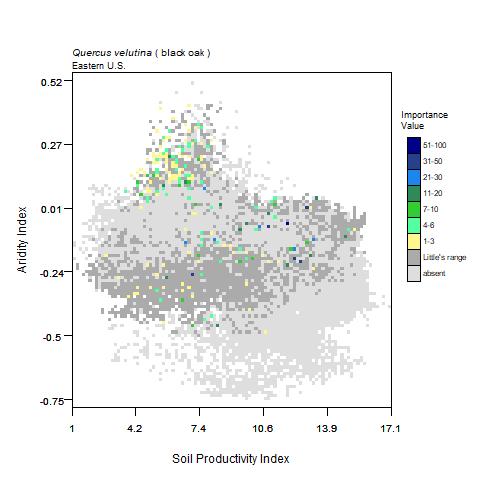 Quercus velutina ( black oak )
Eastern U.S.
Importance
Value
51-100
31-50
21-30
11-20
7-10
4-6
1-3
Little's range
absent
0.52
0.27
0.01
-0.24
-0.5
-0.75
Aridity Index
1 4.2 7.4 10.6 13.9 17.1
Soil Productivity Index